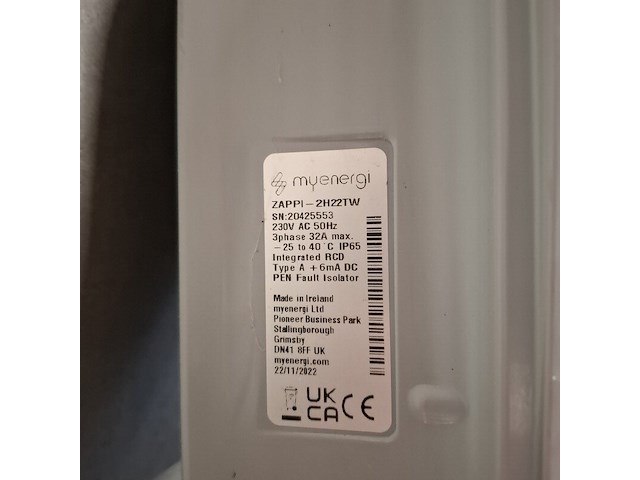 myenergi
ZAPPI-2H22TW
SN:20425553
230V AC 50Hz
3phase 32A max.
-25 to 40°C IP65
Integrated RCD
Type A + 6mA DC
PEN Fault Isolator
Made in Ireland
myenergi Ltd
Pioneer Business Park
Stallingborough
Grimsby
DN41 8FF UK
myenergi.com
22/11/2022
UK
CA CE